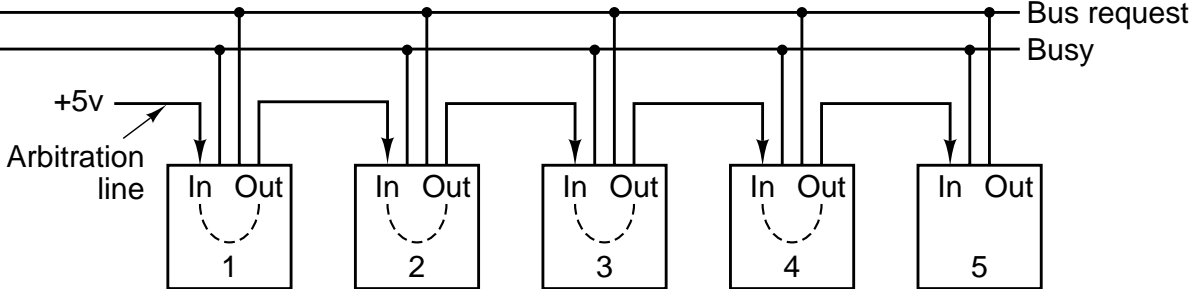 Bus request
Busy
+5v
Arbitration
line
In Out In Out In Out In Out In Out
1 2 3 4 5